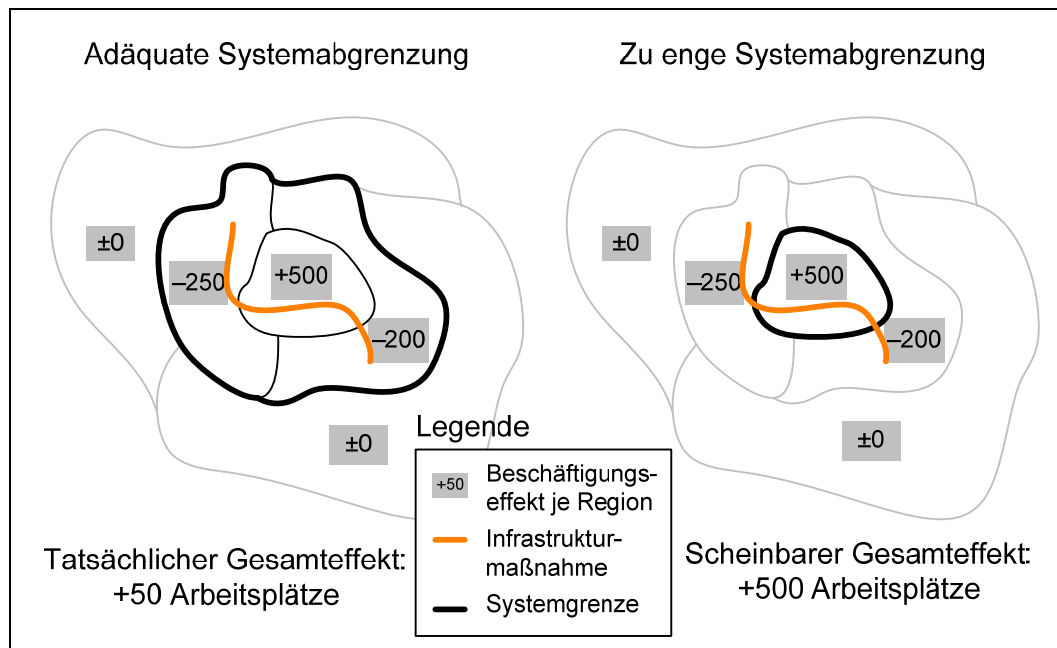 Adäquate Systemabgrenzung
±0
–250
+500
–200
±0
Tatsächlicher Gesamteffekt:
+50 Arbeitsplätze
Zu enge Systemabgrenzung
±0
–250
+500
–200
±0
Scheinbarer Gesamteffekt:
+500 Arbeitsplätze
Legende
+50
Beschäftigungs-
effekt je Region
Infrastruktur-
maßnahme
Systemgrenze